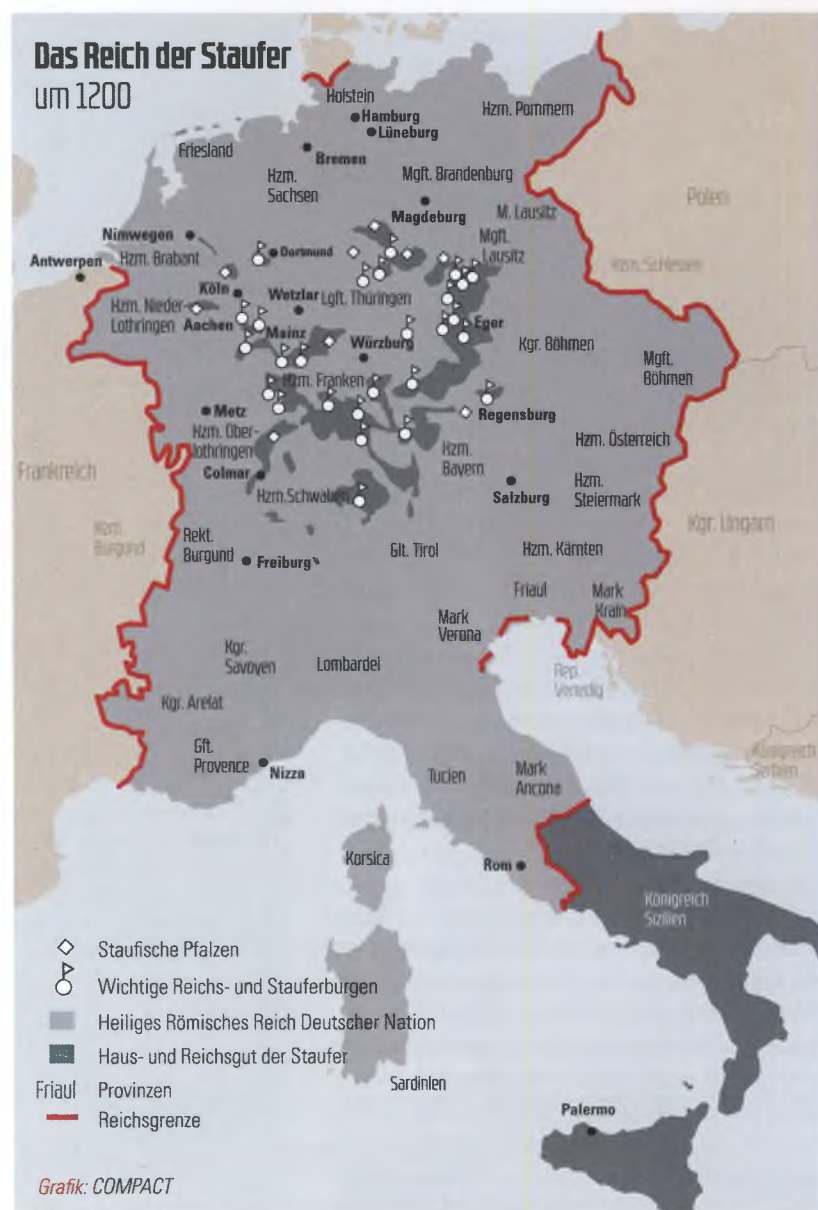 Das Reich der Staufer
um 1200
Holstein
Hamburg
Lüneburg
Hzm. Pommern
Friesland
Bremen
Hzm.
Sachsen
Mgft. Brandenburg
Polen
Magdeburg
M. Lausitz
Nimwegen
Dortmund
Mgft.
Lausitz
Hzm. Brabant
Antwerpen
Hzm. Schlesien
Köln
Wetzlar
Lgft. Thüringen
Hzm. Nieder-
Lothringen
Aachen
Mainz
Würzburg
Eger
Kgr. Böhmen
Mgft.
Böhmen
Hzm. Franken
Metz
Regensburg
Hzm. Ober-
lothringen
Hzm. Österreich
Hzm.
Bayern
Frankreich
Colmar
Hzm. Schwaben
Salzburg
Hzm.
Steiermark
Kgr. Ungarn
Hzm.
Burgund
Rekt.
Burgund
Freiburg
Glt. Tirol
Hzm. Kärnten
Friaul
Mark
Krain
Mark
Verona
Kgr.
Savoyen
Lombardei
Rep.
Venedig
Kgr. Arelat
Gft.
Provence
Nizza
Tucien
Mark
Ancona
Königreich
Serbien
Korsica
Rom
Königreich
Sizilien
Staufische Pfalzen
Wichtige Reichs- und Stauferburgen
Heiliges Römisches Reich Deutscher Nation
Haus- und Reichsgut der Staufer
Friaul Provinzen
Reichsgrenze
Sardinien
Palermo
Grafik: COMPACT